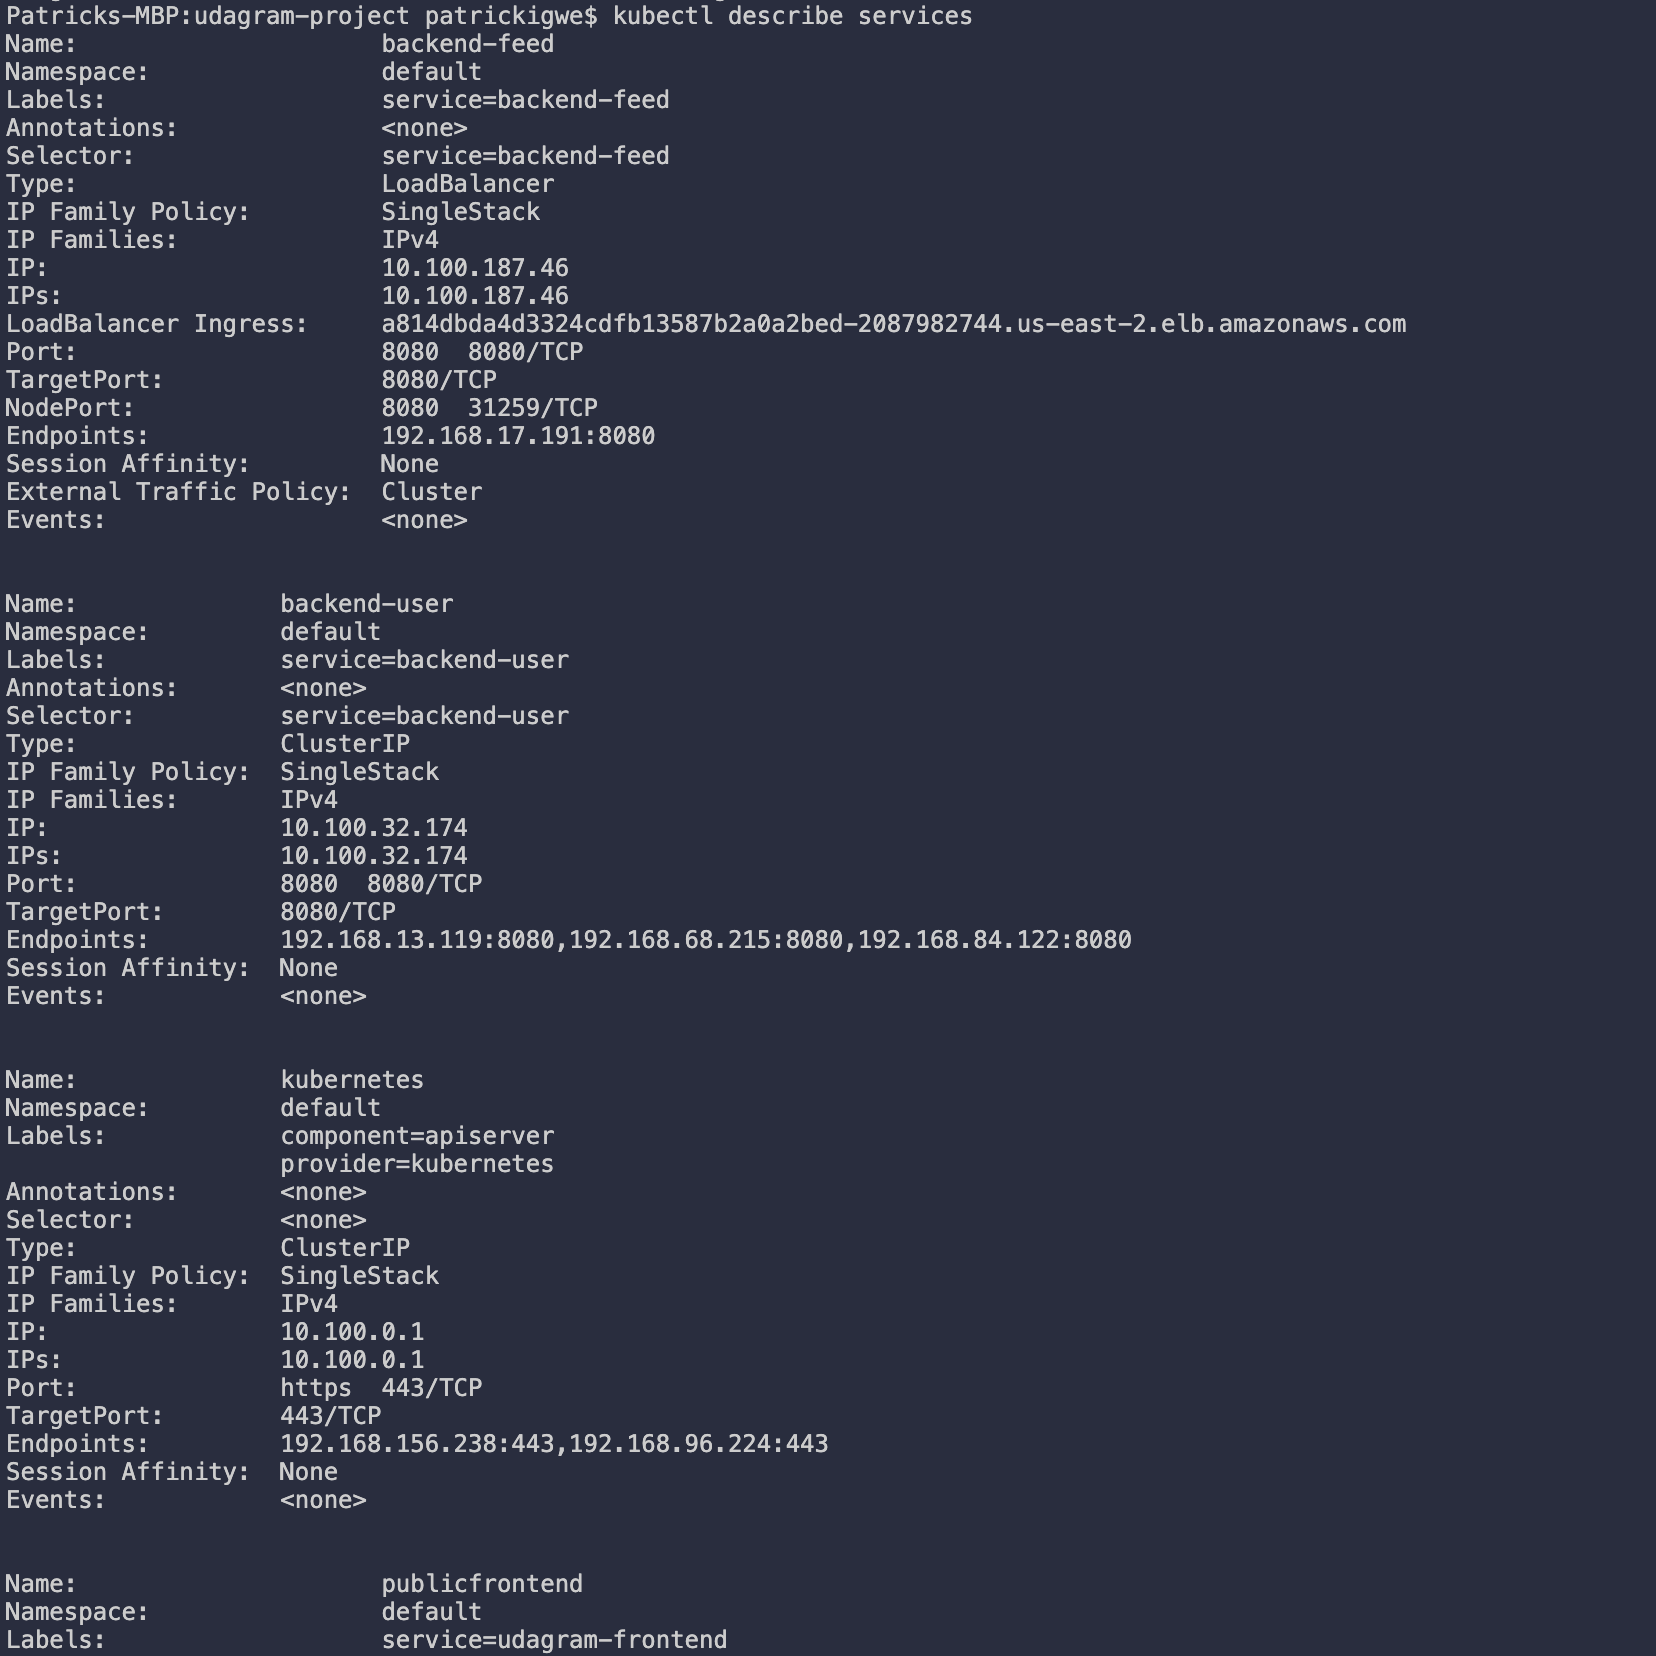 Patricks-MBP:udagram-project patrickigwe$ kubectl describe services
Name:                     backend-feed
Namespace:                default
Labels:                   service=backend-feed
Annotations:              <none>
Selector:                 service=backend-feed
Type:                     LoadBalancer
IP Family Policy:         SingleStack
IP Families:              IPv4
IP:                       10.100.187.46
IPs:                      10.100.187.46
LoadBalancer Ingress:     a814dbda4d3324cdfb13587b2a0a2bed-2087982744.us-east-2.elb.amazonaws.com
Port:                     8080  8080/TCP
TargetPort:               8080/TCP
NodePort:                 8080  31259/TCP
Endpoints:                192.168.17.191:8080
Session Affinity:         None
External Traffic Policy:  Cluster
Events:                   <none>
Name:              backend-user
Namespace:         default
Labels:            service=backend-user
Annotations:       <none>
Selector:          service=backend-user
Type:              ClusterIP
IP Family Policy:  SingleStack
IP Families:       IPv4
IP:                10.100.32.174
IPs:               10.100.32.174
Port:              8080  8080/TCP
TargetPort:        8080/TCP
Endpoints:         192.168.13.119:8080,192.168.68.215:8080,192.168.84.122:8080
Session Affinity:  None
Events:            <none>
Name:              kubernetes
Namespace:         default
Labels:            component=apiserver
                   provider=kubernetes
Annotations:       <none>
Selector:          <none>
Type:              ClusterIP
IP Family Policy:  SingleStack
IP Families:       IPv4
IP:                10.100.0.1
IPs:               10.100.0.1
Port:              https  443/TCP
TargetPort:        443/TCP
Endpoints:         192.168.156.238:443,192.168.96.224:443
Session Affinity:  None
Events:            <none>
Name:                     publicfrontend
Namespace:                default
Labels:                   service=udagram-frontend